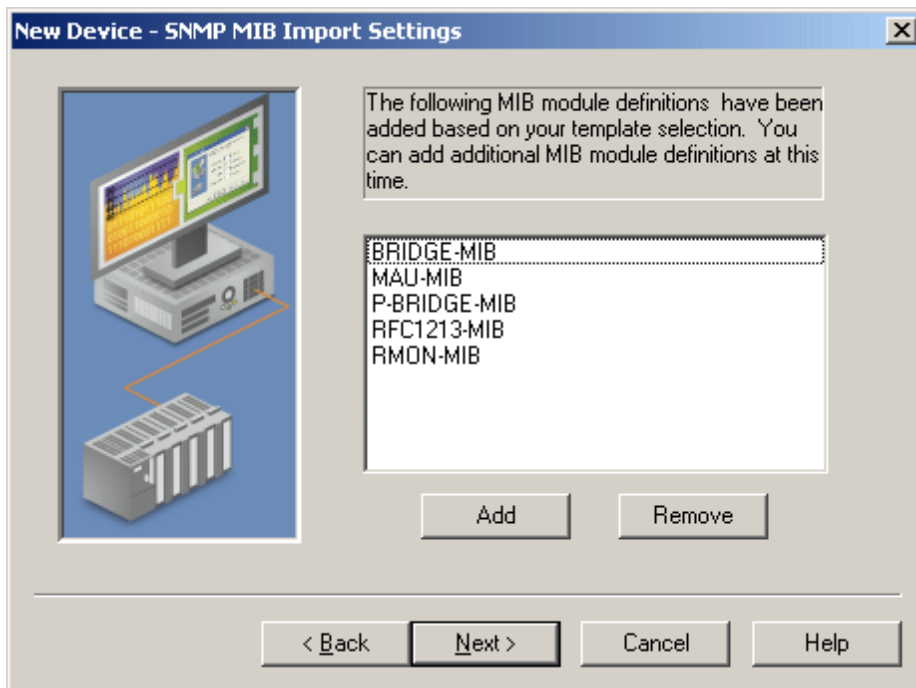 New Device - SNMP MIB Import Settings
The following MIB module definitions have been
added based on your template selection. You
can add additional MIB module definitions at this
time.
BRIDGE-MIB
MAU-MIB
P-BRIDGE-MIB
RFC1213-MIB
RMON-MIB
Add
Remove
< Back
Next >
Cancel
Help